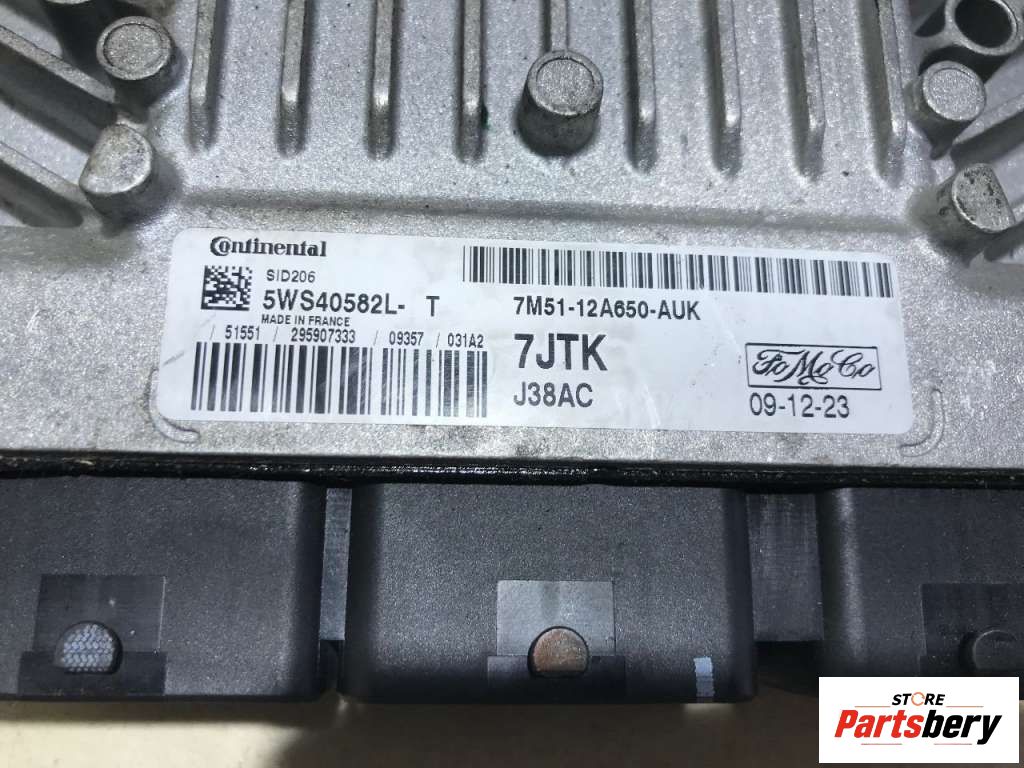 Continental
SID206
5WS40582L- T
MADE IN FRANCE
/ 51551 / 295907333 / 09357 / 031A2
7M51-12A650-AUK
7JTK
J38AC
FoMoCo
09-12-23
STORE
Partsbery